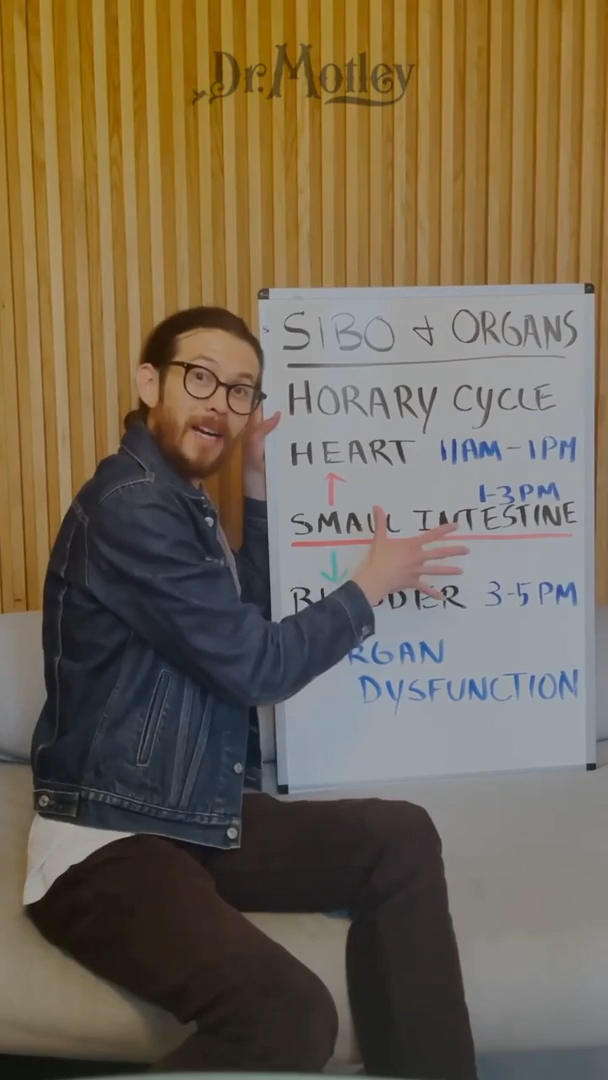 Dr. Motley
SIBO & ORGANS
HORARY CYCLE
HEART 11AM-1PM
1-3PM
SMALL INTESTINE
3-5PM
DYSFUNCTION